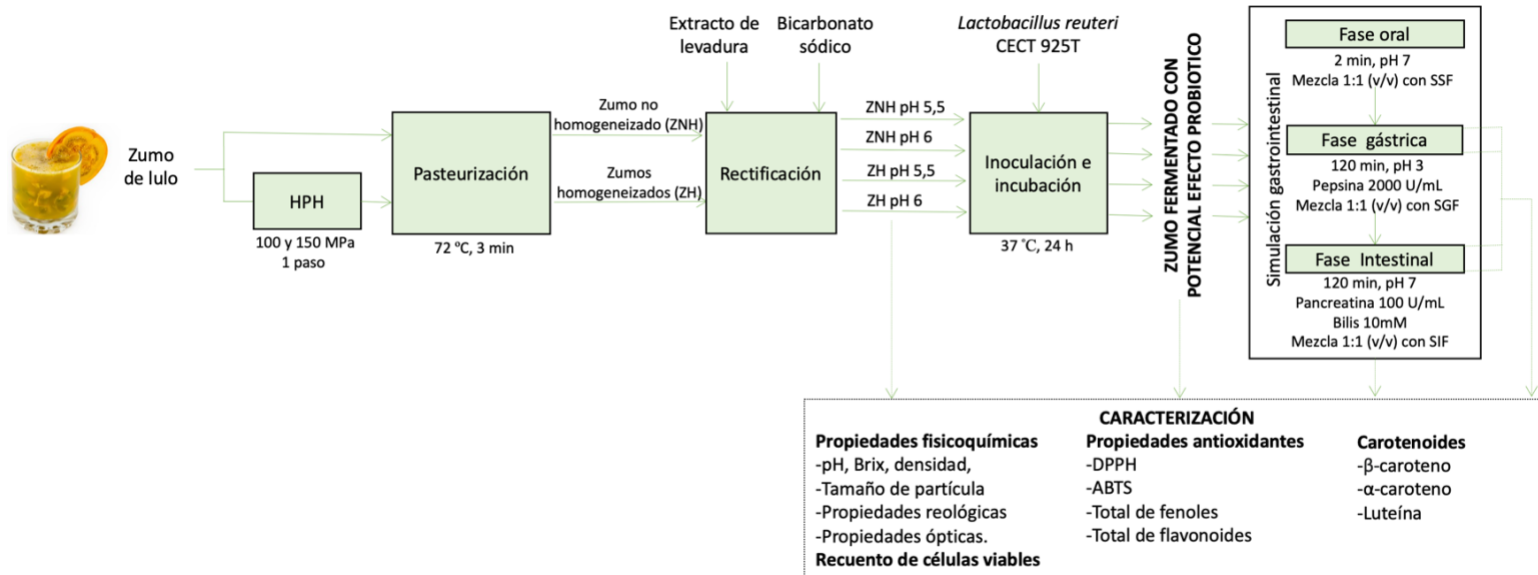 Zumo
de lulo
HPH
100 y 150 MPa
1 paso
Pasteurización
72 °C, 3 min
Zumo no
homogeneizado (ZNH)
Zumos
homogeneizados (ZH)
Extracto de
levadura
Bicarbonato
sódico
Rectificación
ZNH pH 5,5
ZNH pH 6
ZH pH 5,5
ZH pH 6
Lactobacillus reuteri
CECT 925T
Inoculación e
incubación
37 °C, 24 h
ZUMO FERMENTADO CON
POTENCIAL EFECTO PROBIOTICO
Simulación gastrointestinal
Fase oral
2 min, pH 7
Mezcla 1:1 (v/v) con SSF
Fase gástrica
120 min, pH 3
Pepsina 2000 U/mL
Mezcla 1:1 (v/v) con SGF
Fase Intestinal
120 min, pH 7
Pancreatina 100 U/mL
Bilis 10mM
Mezcla 1:1 (v/v) con SIF
CARACTERIZACIÓN
Propiedades fisicoquímicas
-pH, Brix, densidad,
-Tamaño de partícula
-Propiedades reológicas
-Propiedades ópticas.
Recuento de células viables
Propiedades antioxidantes
-DPPH
-ABTS
-Total de fenoles
-Total de flavonoides
Carotenoides
-β-caroteno
-α-caroteno
-Luteína